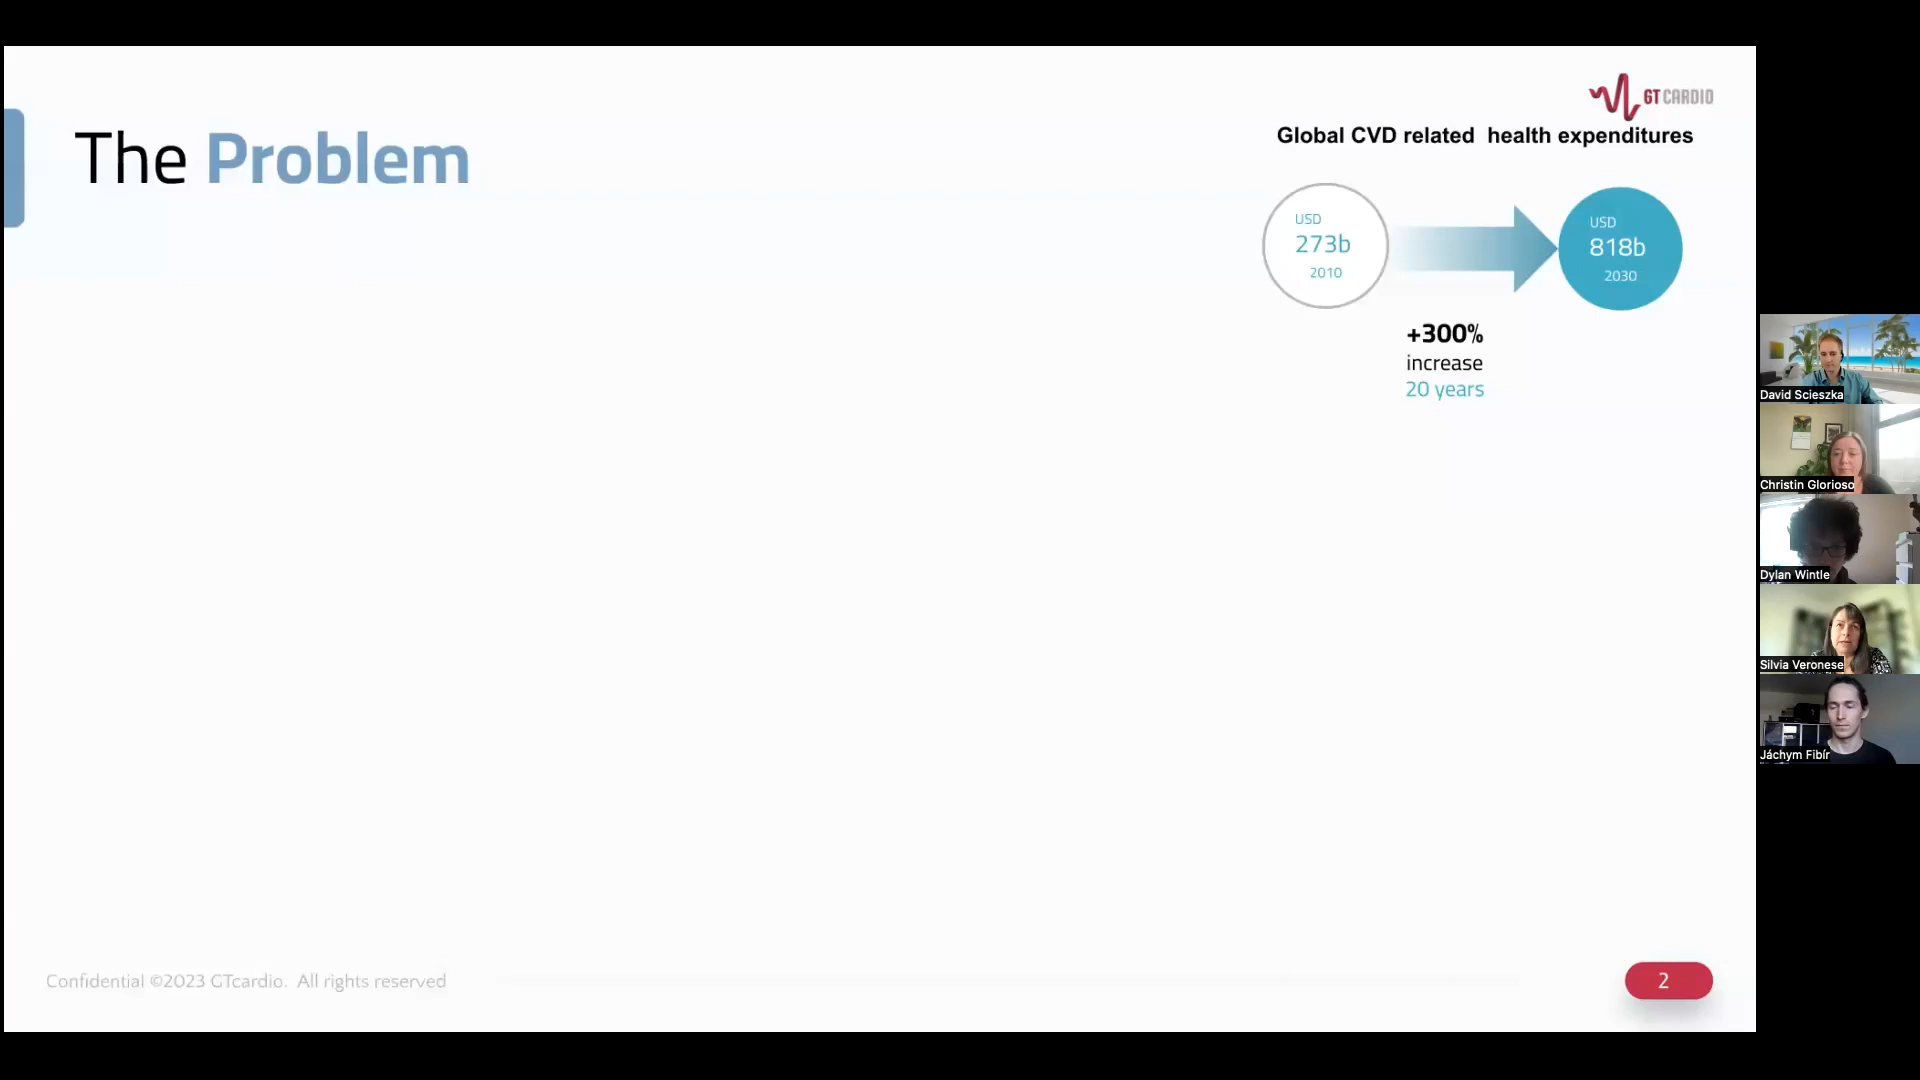 GT CARDIO
The Problem
Global CVD related  health expenditures
USD
273b
2010
USD
818b
2030
+300%
increase
20 years
David Scieszka
Christin Glorioso
Dylan Wintle
Silvia Veronese
Jáchym Fibír
Confidential ©2023 GTcardio.  All rights reserved
2